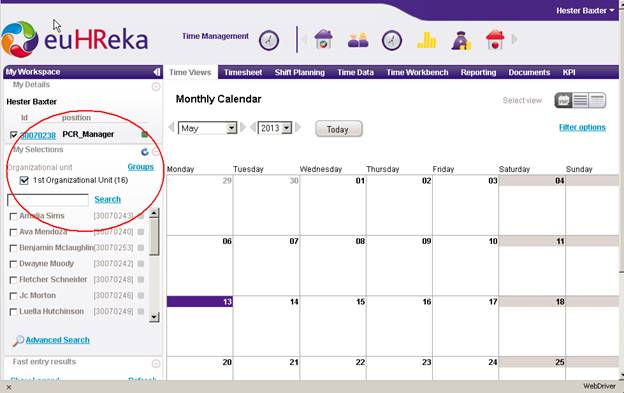 Hester Baxter
euHReka
Time Management
My Workspace
Time Views Timesheet Shift Planning Time Data Time Workbench Reporting Documents KPI
My Details
Hester Baxter
Id position
30070238 PCR_Manager
My Selections
Organizational unit Groups
1st Organizational Unit (16)
Search
Amelia Sims [30070243]
Ava Mendoza [30070240]
Benjamin Mclaughlin [30070253]
Dwayne Moody [30070242]
Fletcher Schneider [30070248]
Jc Morton [30070246]
Luella Hutchinson [30070249]
Advanced Search
Fast entry results
Show Legend Refresh
Monthly Calendar
Select view
May 2013 Today
Filter options
Monday Tuesday Wednesday Thursday Friday Saturday Sunday
29 30 01 02 03 04
06 07 08 09 10 11
13 14 15 16 17 18
20 21 22 23 24 25
WebDriver